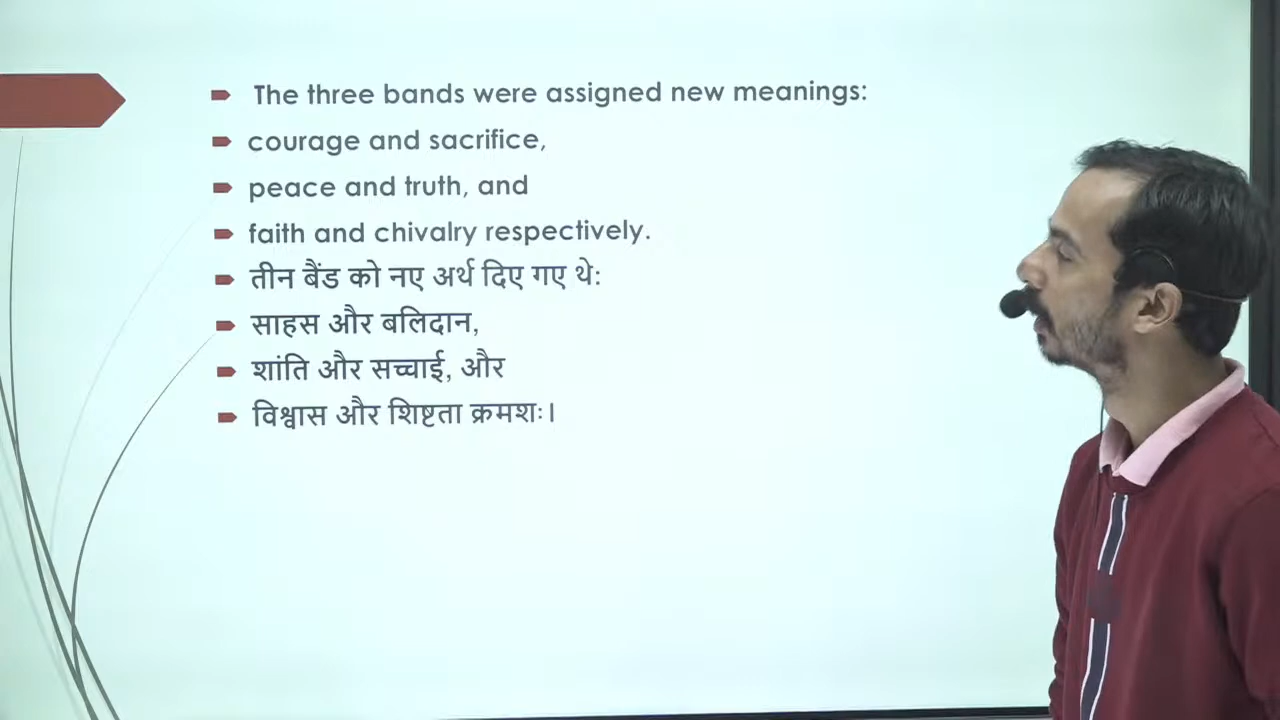 The three bands were assigned new meanings:
courage and sacrifice,
peace and truth, and
faith and chivalry respectively.
तीन बैंड को नए अर्थ दिए गए थे:
साहस और बलिदान,
शांति और सच्चाई, और
विश्वास और शिष्टता क्रमशः।